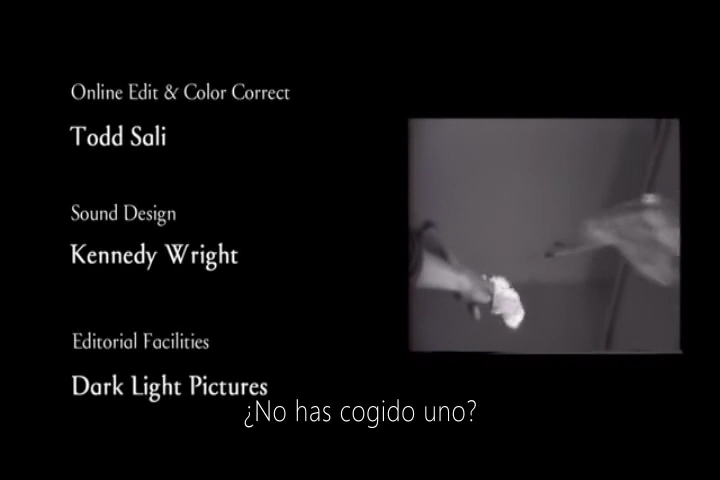 Online Edit & Color Correct
Todd Sali
Sound Design
Kennedy Wright
Editorial Facilities
Dark Light Pictures
¿No has cogido uno?